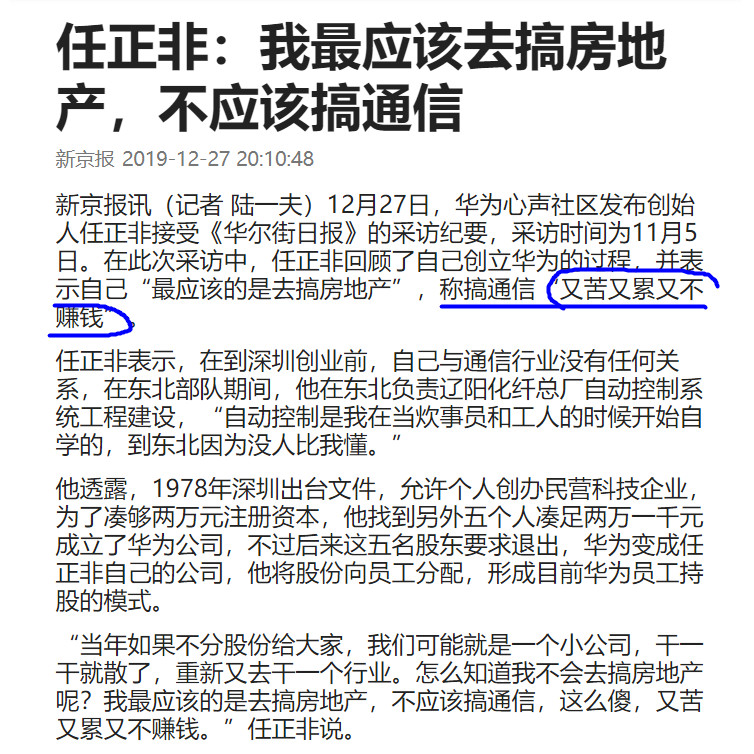 任正非：我最应该去搞房地
产，不应该搞通信
新京报 2019-12-27 20:10:48
新京报讯（记者 陆一夫）12月27日，华为心声社区发布创始
人任正非接受《华尔街日报》的采访纪要，采访时间为11月5
日。在此次采访中，任正非回顾了自己创立华为的过程，并表
示自己“最应该的是去搞房地产”，称搞通信“又苦又累又不
赚钱”。
任正非表示，在到深圳创业前，自己与通信行业没有任何关
系，在东北部队期间，他在东北负责辽阳化纤总厂自动控制系
统工程建设，“自动控制是我在当炊事员和工人的时候开始自
学的，到东北因为没人比我懂。”
他透露，1978年深圳出台文件，允许个人创办民营科技企业，
为了凑够两万元注册资本，他找到另外五个人凑足两万一千元
成立了华为公司，不过后来这五名股东要求退出，华为变成任
正非自己的公司，他将股份向员工分配，形成目前华为员工持
股的模式。
“当年如果不分股份给大家，我们可能就是一个小公司，干一
干就散了，重新又去干一个行业。怎么知道我不会去搞房地产
呢？我最应该的是去搞房地产，不应该搞通信，这么傻，又苦
又累又不赚钱。”任正非说。